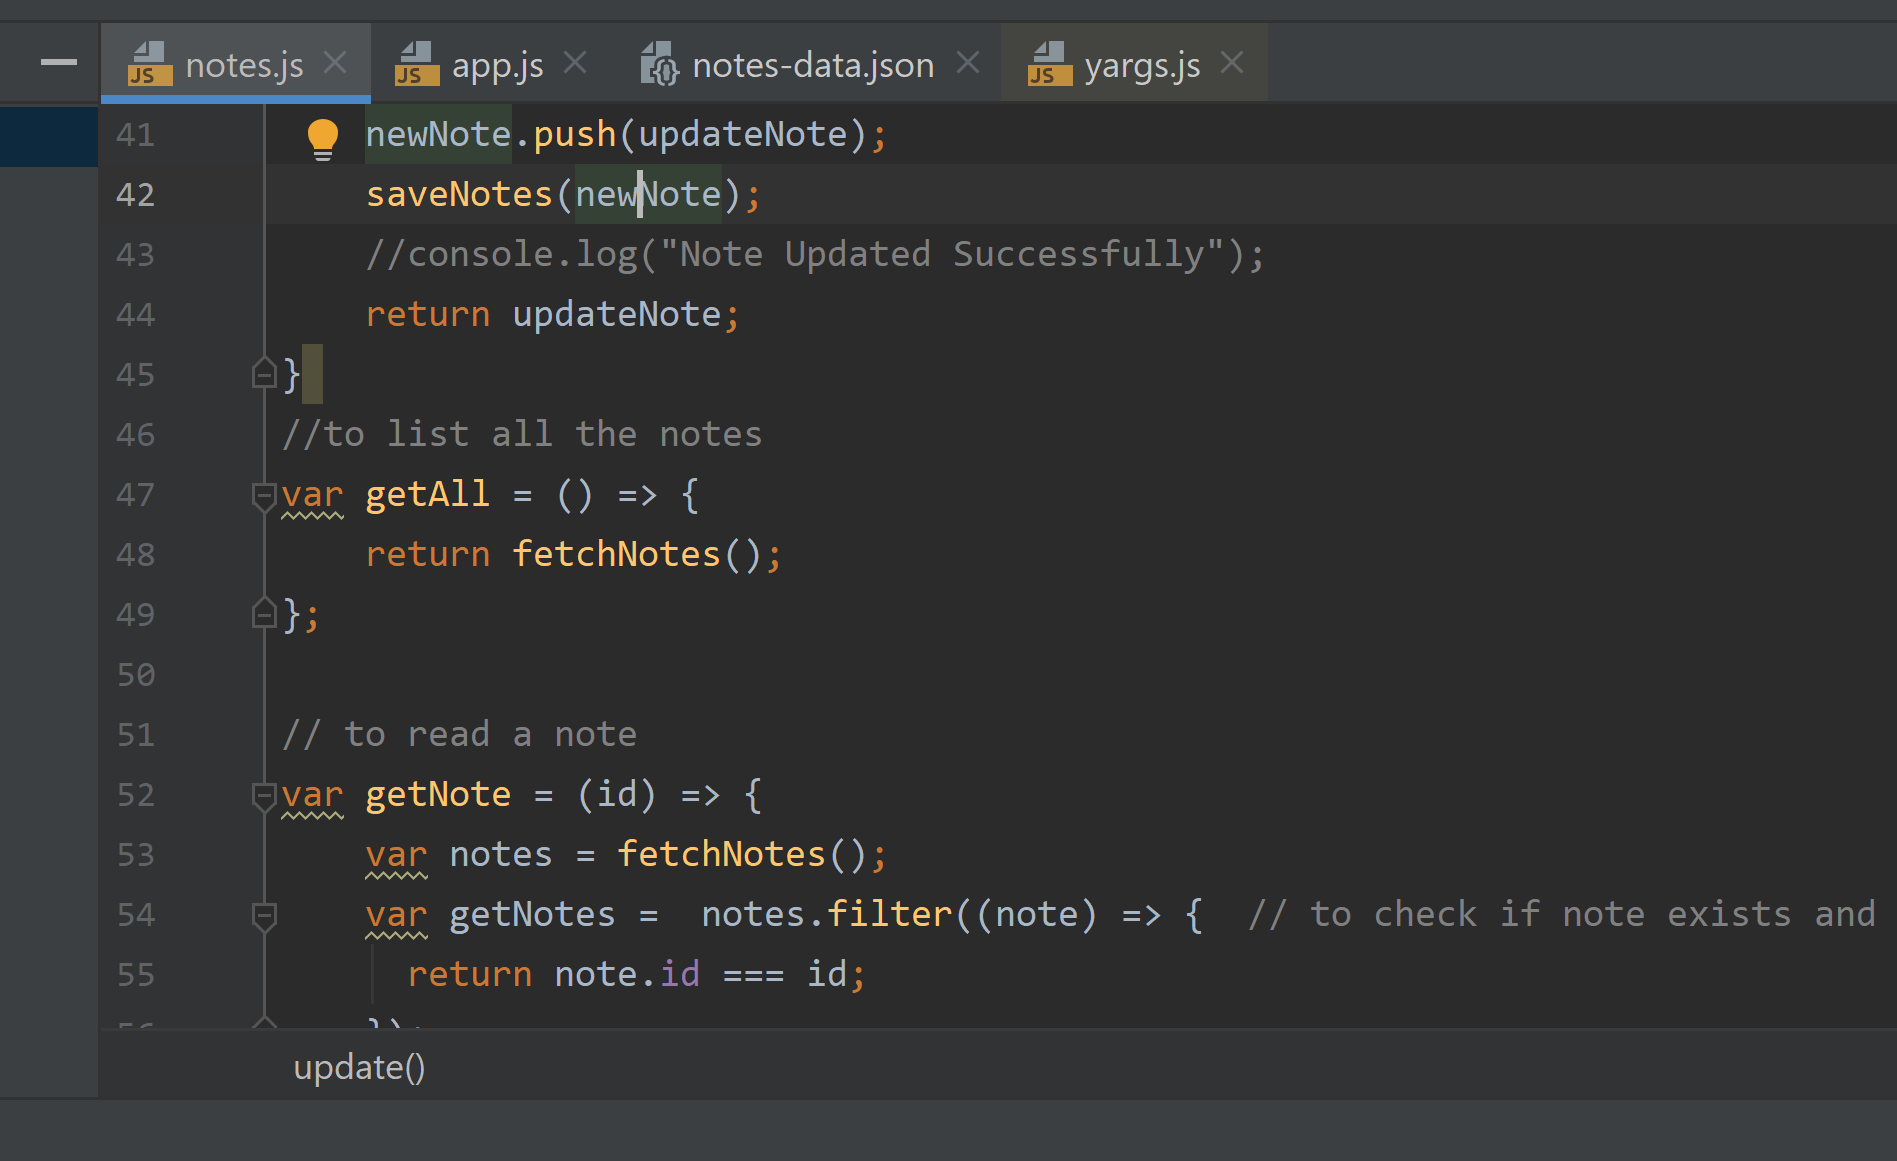 notes.js app.js notes-data.json yargs.js
41 newNote.push(updateNote);
42 saveNotes(newNote);
43 //console.log("Note Updated Successfully");
44 return updateNote;
45 }
46 //to list all the notes
47 var getAll = () => {
48 return fetchNotes();
49 };
50
51 // to read a note
52 var getNote = (id) => {
53 var notes = fetchNotes();
54 var getNotes =  notes.filter((note) => {  // to check if note exists and
55 return note.id === id;
56 });
update()